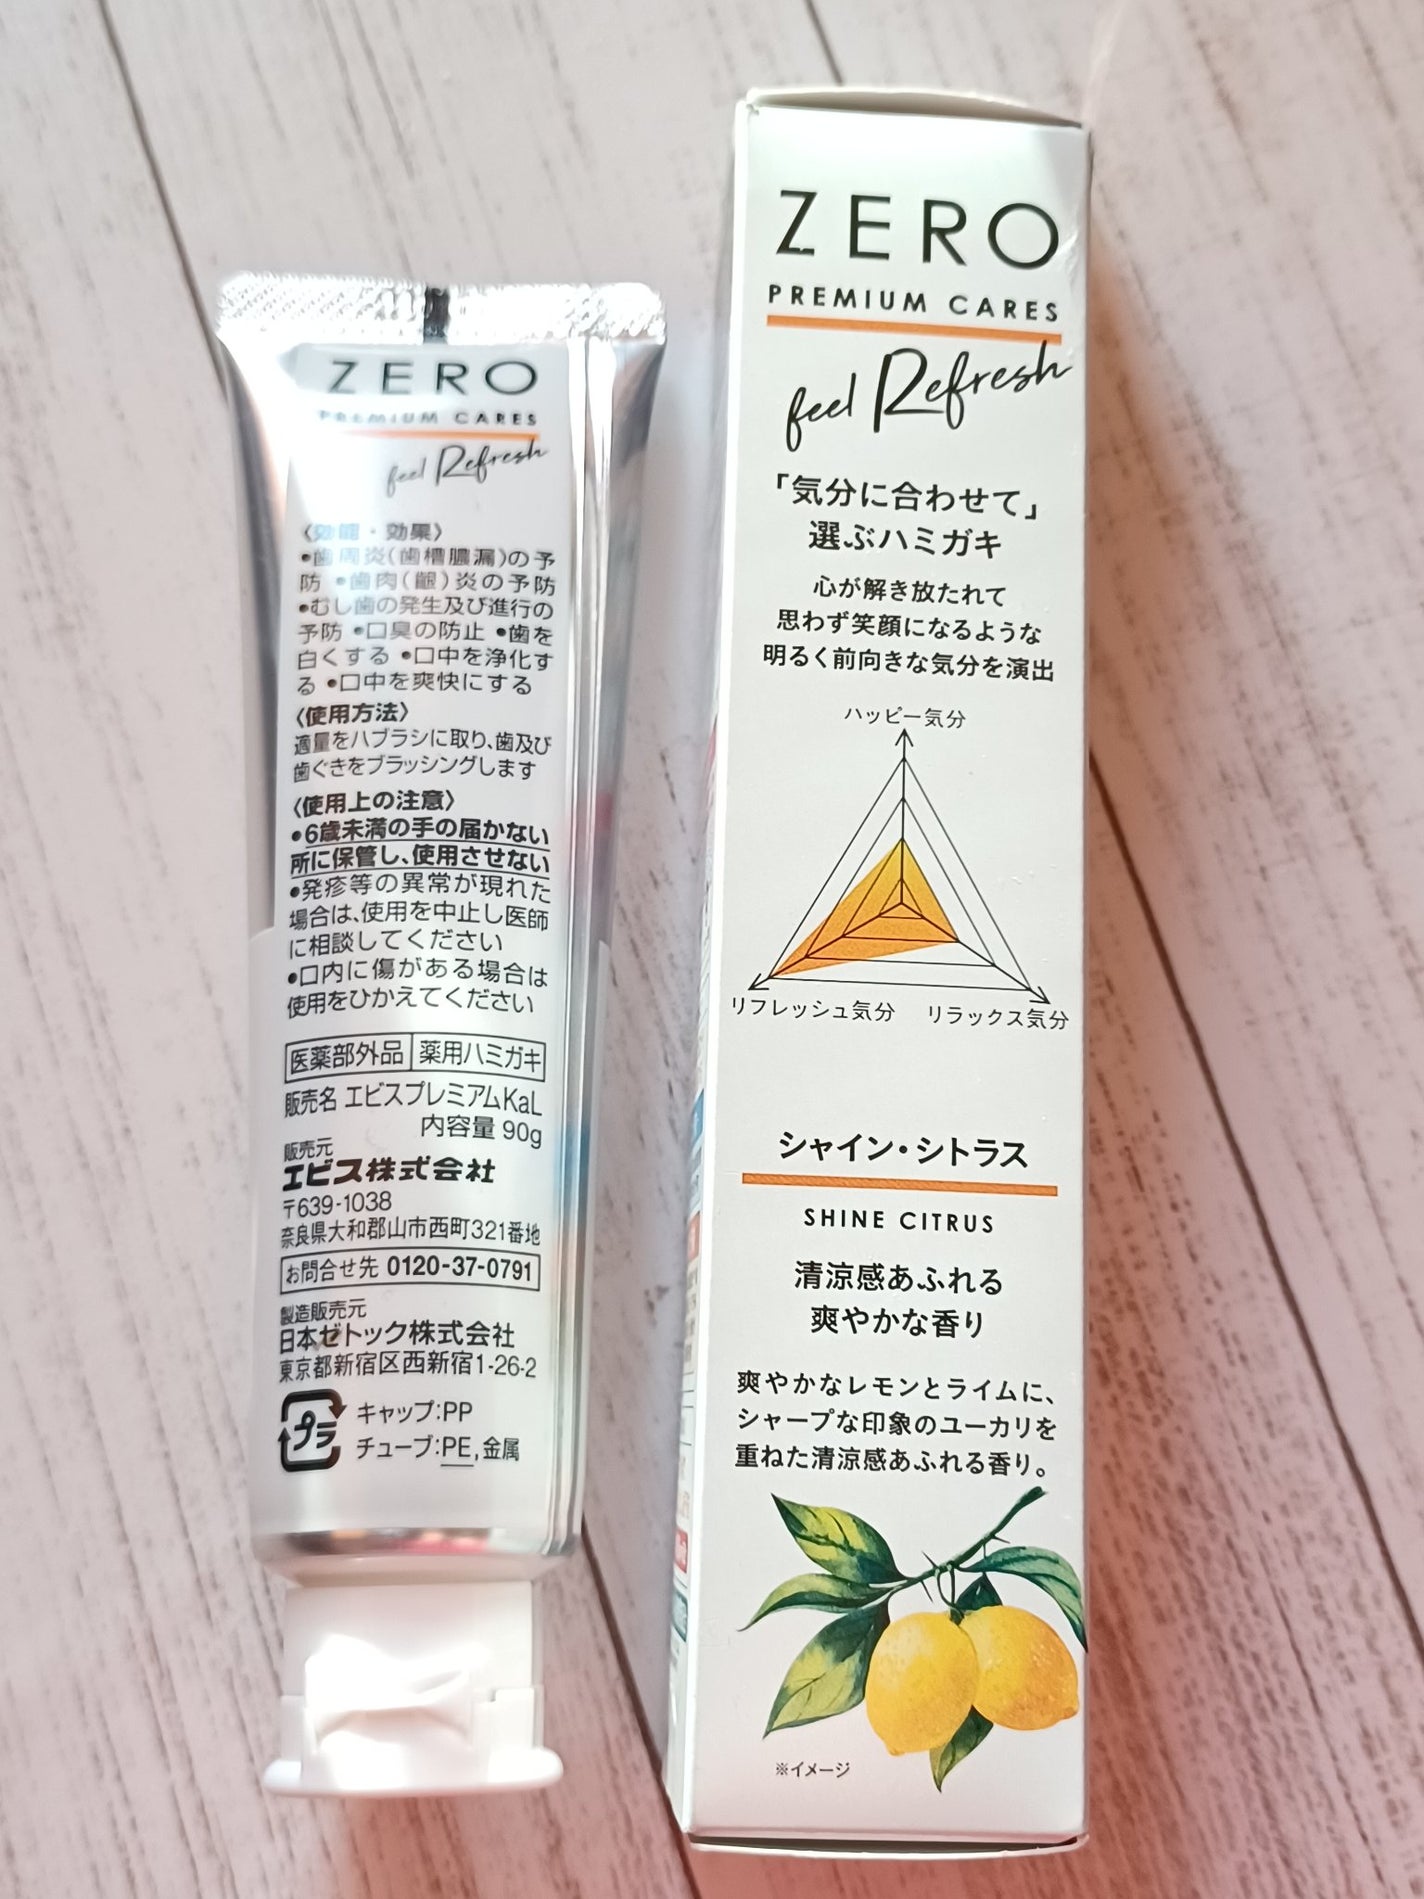 ZERO
PREMIUM CARES
feel Refresh
〈効能・効果〉
•歯周炎(歯槽膿漏)の予
防 •歯肉(齦)炎の予防
•むし歯の発生及び進行の
予防 •口臭の防止 •歯を
白くする •口中を浄化す
る •口中を爽快にする
〈使用方法〉
適量をハブラシに取り、歯及び
歯ぐきをブラッシングします
〈使用上の注意〉
•6歳未満の手の届かない
所に保管し、使用させない
•発疹等の異常が現れた
場合は、使用を中止し医師
に相談してください
•口内に傷がある場合は
使用をひかえてください
医薬部外品 薬用ハミガキ
販売名 エビスプレミアムKaL
内容量 90g
販売元
エビス株式会社
〒639-1038
奈良県大和郡山市西町321番地
お問合せ先 0120-37-0791
製造販売元
日本ゼトック株式会社
東京都新宿区西新宿1-26-2
プラ
キャップ:PP
チューブ:PE,金属
ZERO
PREMIUM CARES
feel Refresh
「気分に合わせて」
選ぶハミガキ
心が解き放たれて
思わず笑顔になるような
明るく前向きな気分を演出
ハッピー気分
リフレッシュ気分 リラックス気分
シャイン・シトラス
SHINE CITRUS
清涼感あふれる
爽やかな香り
爽やかなレモンとライムに、
シャープな印象のユーカリを
重ねた清涼感あふれる香り。
※イメージ